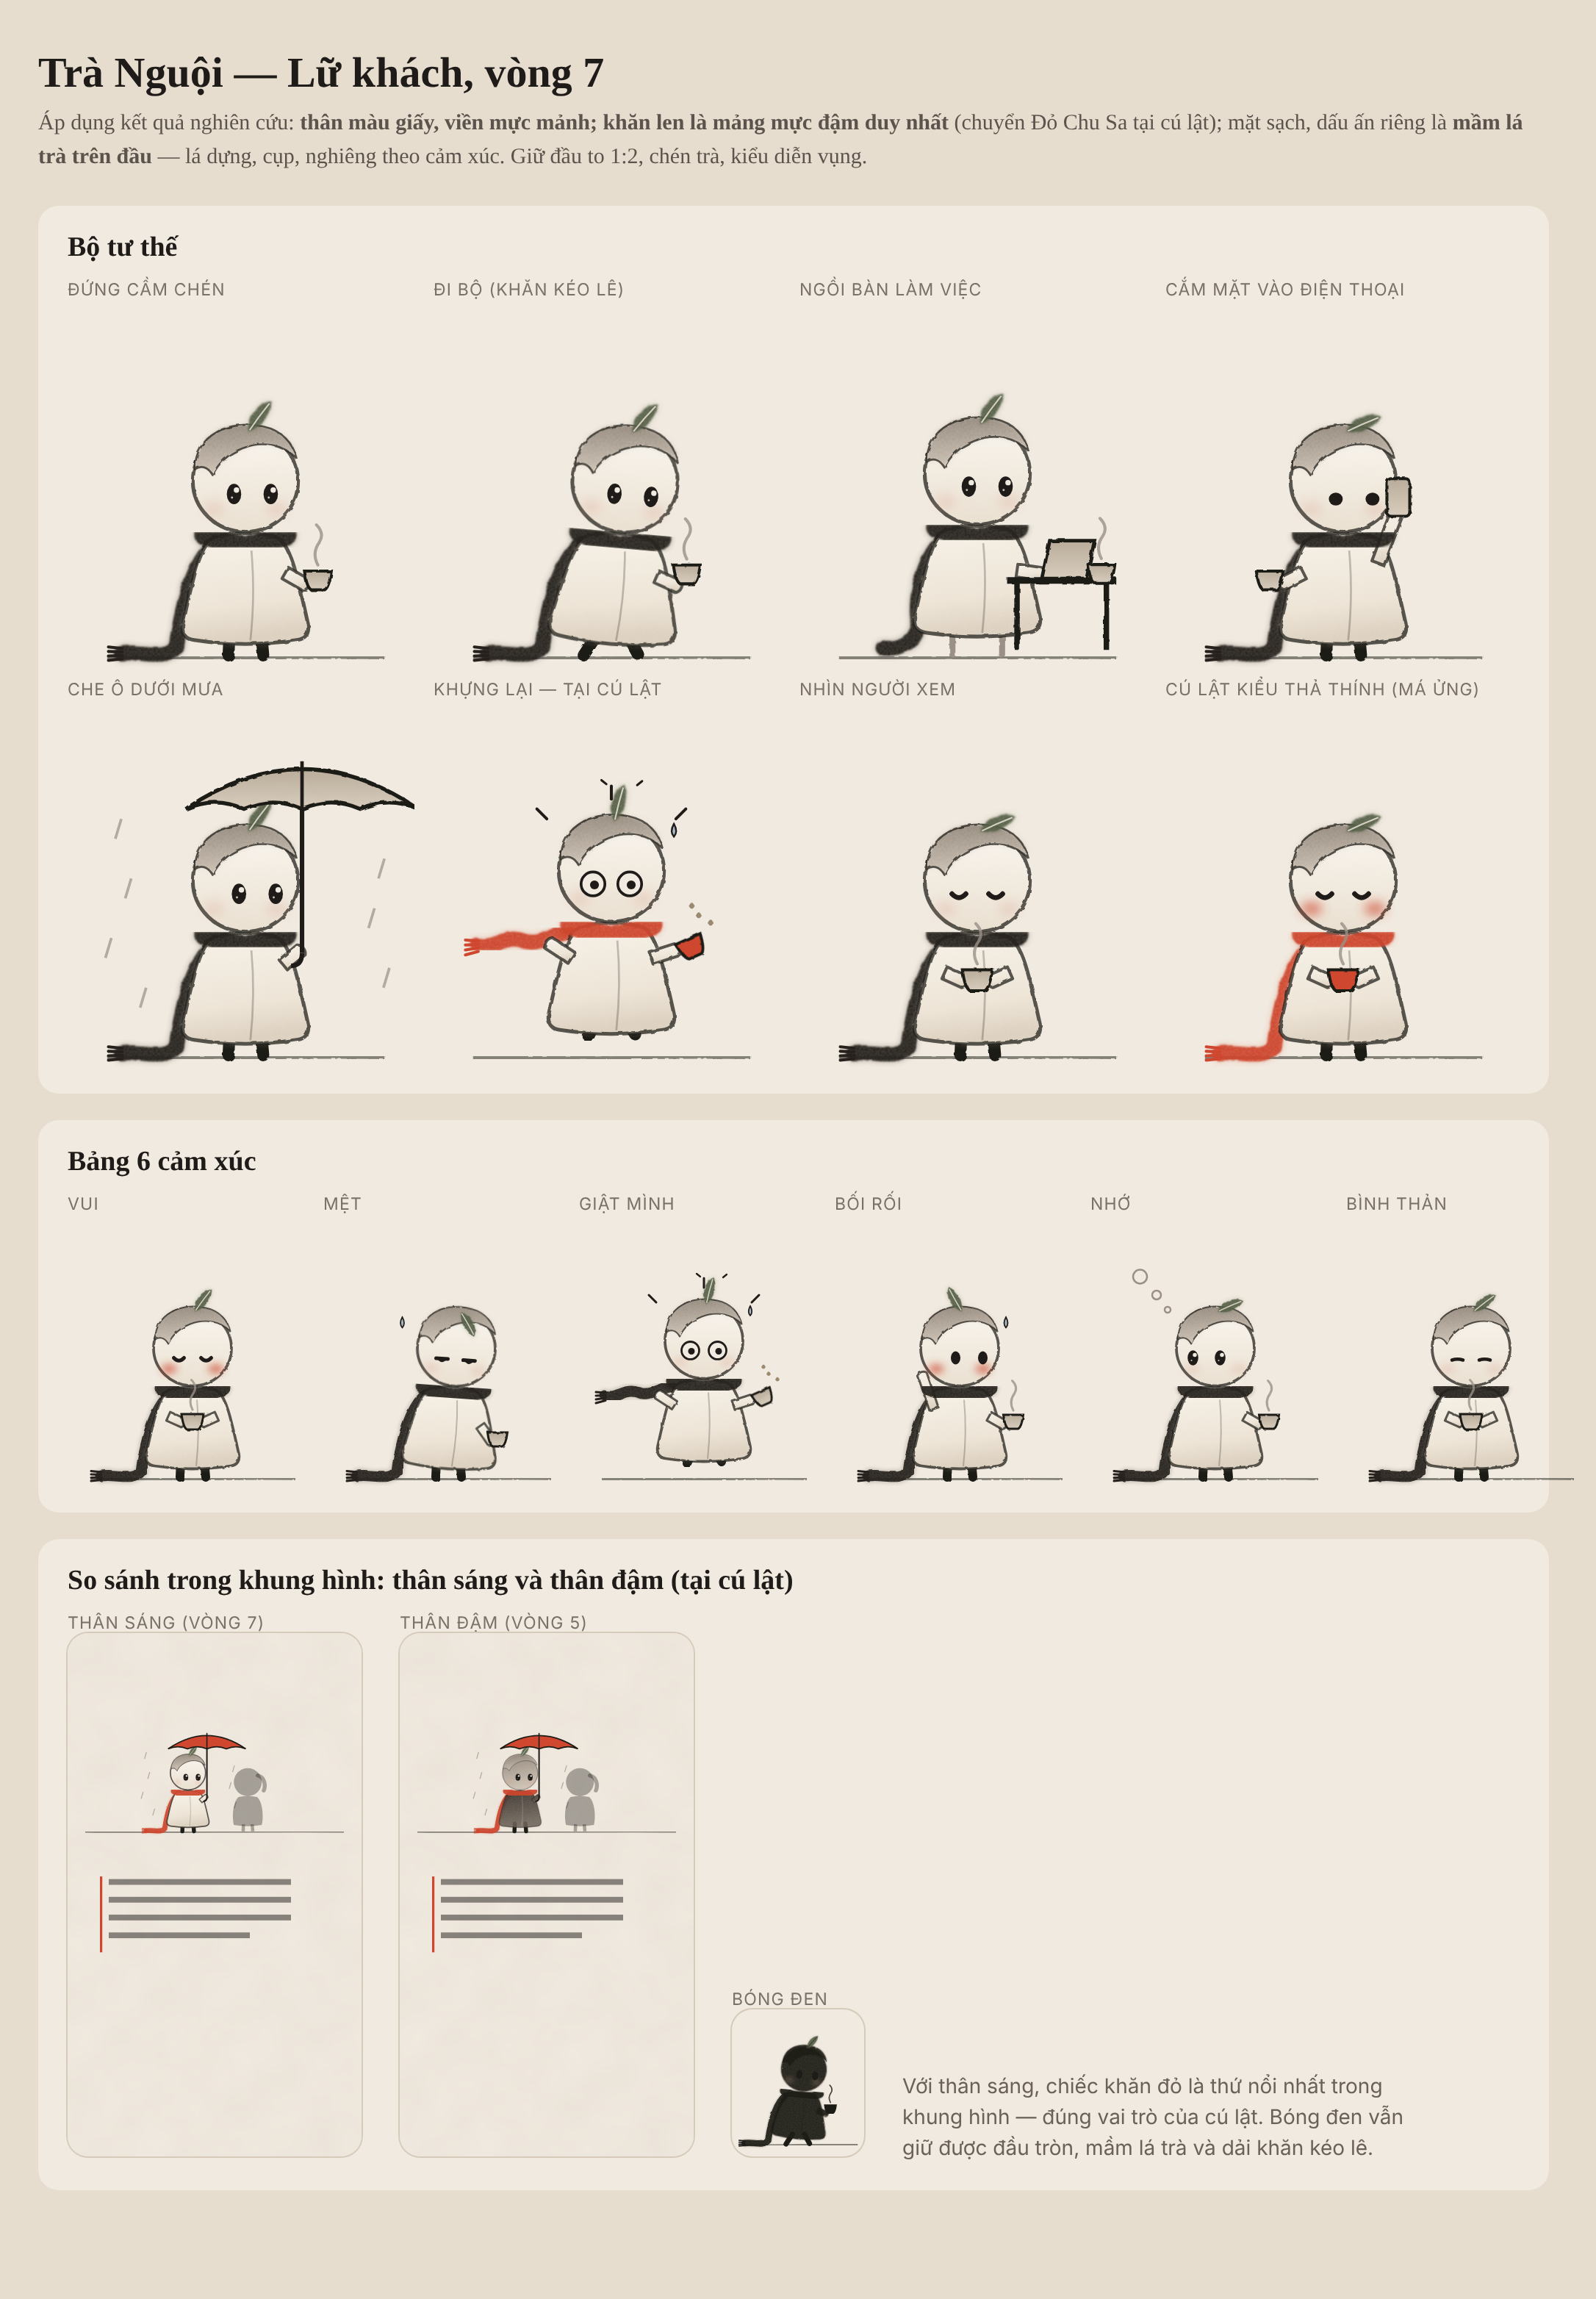 Trà Nguội — Lữ khách, vòng 7
Áp dụng kết quả nghiên cứu: thân màu giấy, viền mực mảnh; khăn len là mảng mực đậm duy nhất (chuyển Đỏ Chu Sa tại cú lật); mặt sạch, dấu ấn riêng là mầm lá
trà trên đầu — lá dựng, cụp, nghiêng theo cảm xúc. Giữ đầu to 1:2, chén trà, kiểu diễn vụng.
Bộ tư thế
ĐỨNG CẦM CHÉN
ĐI BỘ (KHĂN KÉO LÊ)
NGỒI BÀN LÀM VIỆC
CẮM MẶT VÀO ĐIỆN THOẠI
CHE Ô DƯỚI MƯA
KHỰNG LẠI — TẠI CÚ LẬT
NHÌN NGƯỜI XEM
CÚ LẬT KIỂU THẢ THÍNH (MÁ ỬNG)
Bảng 6 cảm xúc
VUI
MỆT
GIẬT MÌNH
BỐI RỐI
NHỚ
BÌNH THẢN
So sánh trong khung hình: thân sáng và thân đậm (tại cú lật)
THÂN SÁNG (VÒNG 7)
THÂN ĐẬM (VÒNG 5)
BÓNG ĐEN
Với thân sáng, chiếc khăn đỏ là thứ nổi nhất trong
khung hình — đúng vai trò của cú lật. Bóng đen vẫn
giữ được đầu tròn, mầm lá trà và dải khăn kéo lê.